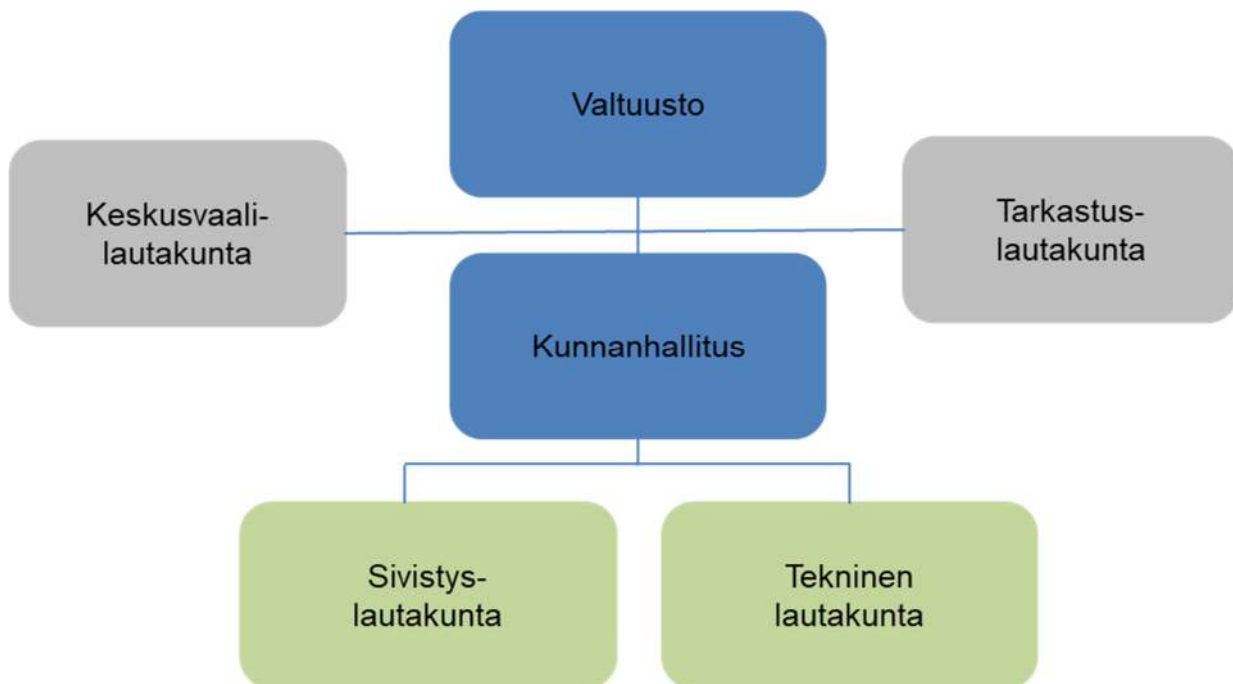 Valtuusto
Keskusvaali-
lautakunta
Tarkastus-
lautakunta
Kunnanhallitus
Sivistys-
lautakunta
Tekninen
lautakunta